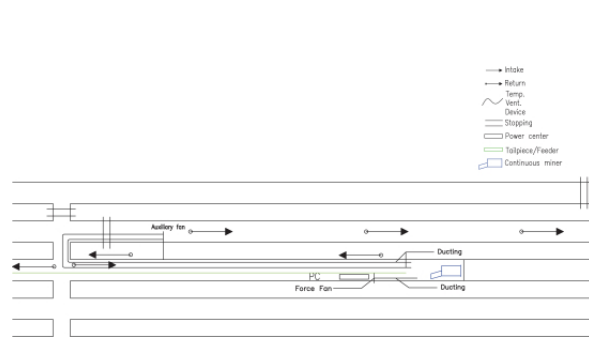 Intake
Return
Temp.
Vent.
Device
Stopping
Power center
Tailpiece/Feeder
Continuous miner
Auxiliary fan
Ducting
PC
Force Fan
Ducting